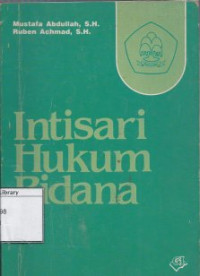 Mustafa Abdullah, S.H.
Ruben Achmad, S.H.
Intisari
Hukum
Pidana
Library